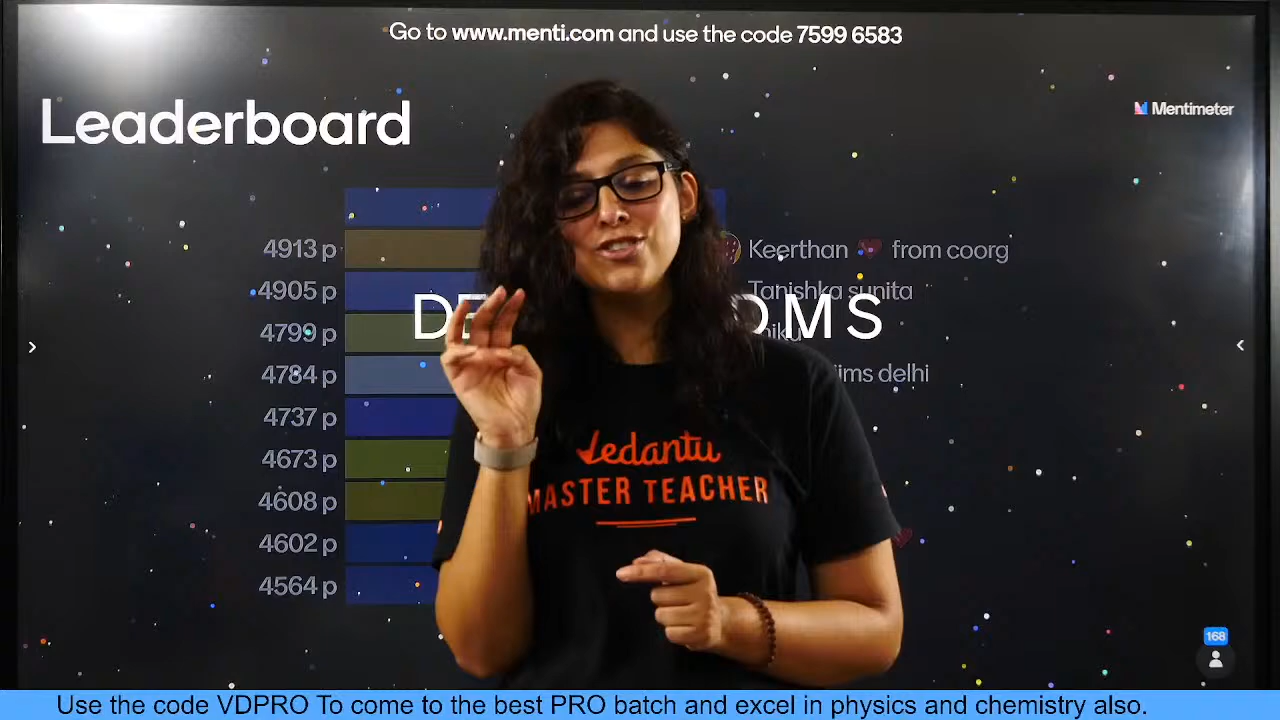 Go to www.menti.com and use the code 7599 6583
Leaderboard
Mentimeter
4913 p Keerthan from coorg
4905 p Tanishka sunita
4799 p
4784 p delhi
4737 p
4673 p
4608 p
4602 p
4564 p
Vedantu
MASTER TEACHER
168
Use the code VDPRO To come to the best PRO batch and excel in physics and chemistry also.